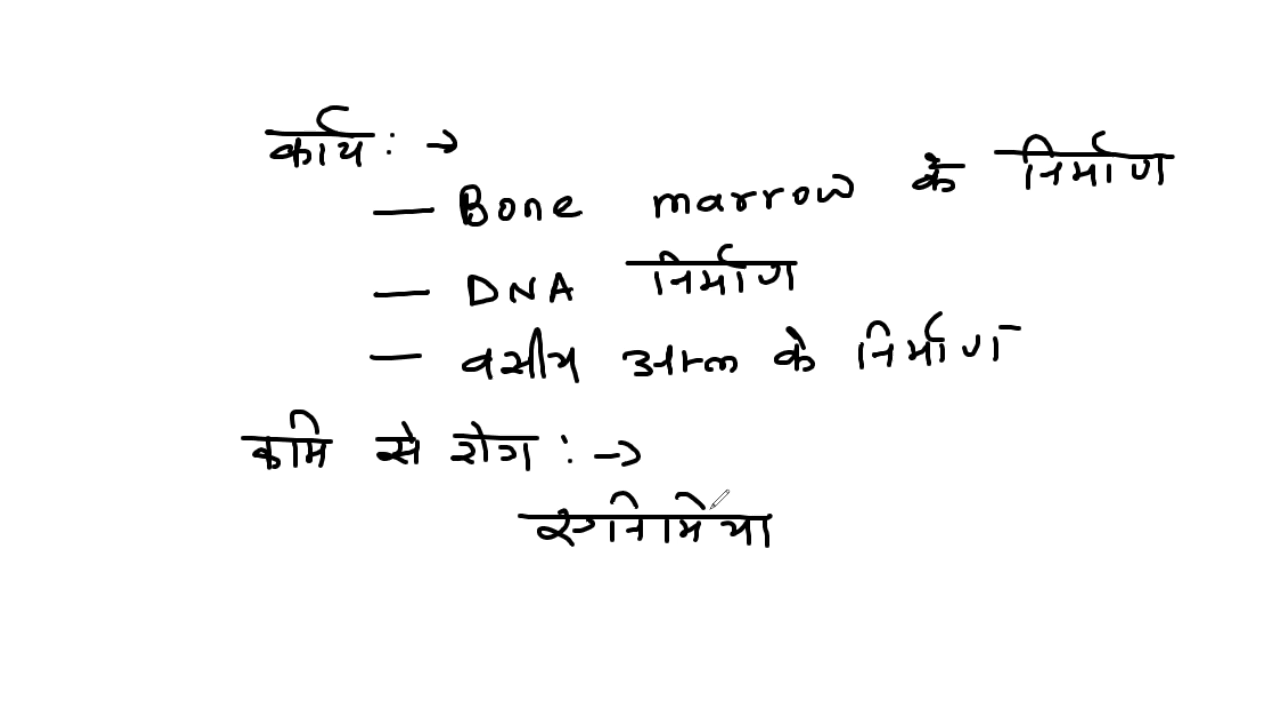 कार्य :→
— Bone marrow के निर्माण
— DNA निर्माण
— वसीय अम्ल के निर्माण
कमि से रोग :→
एनिमिया